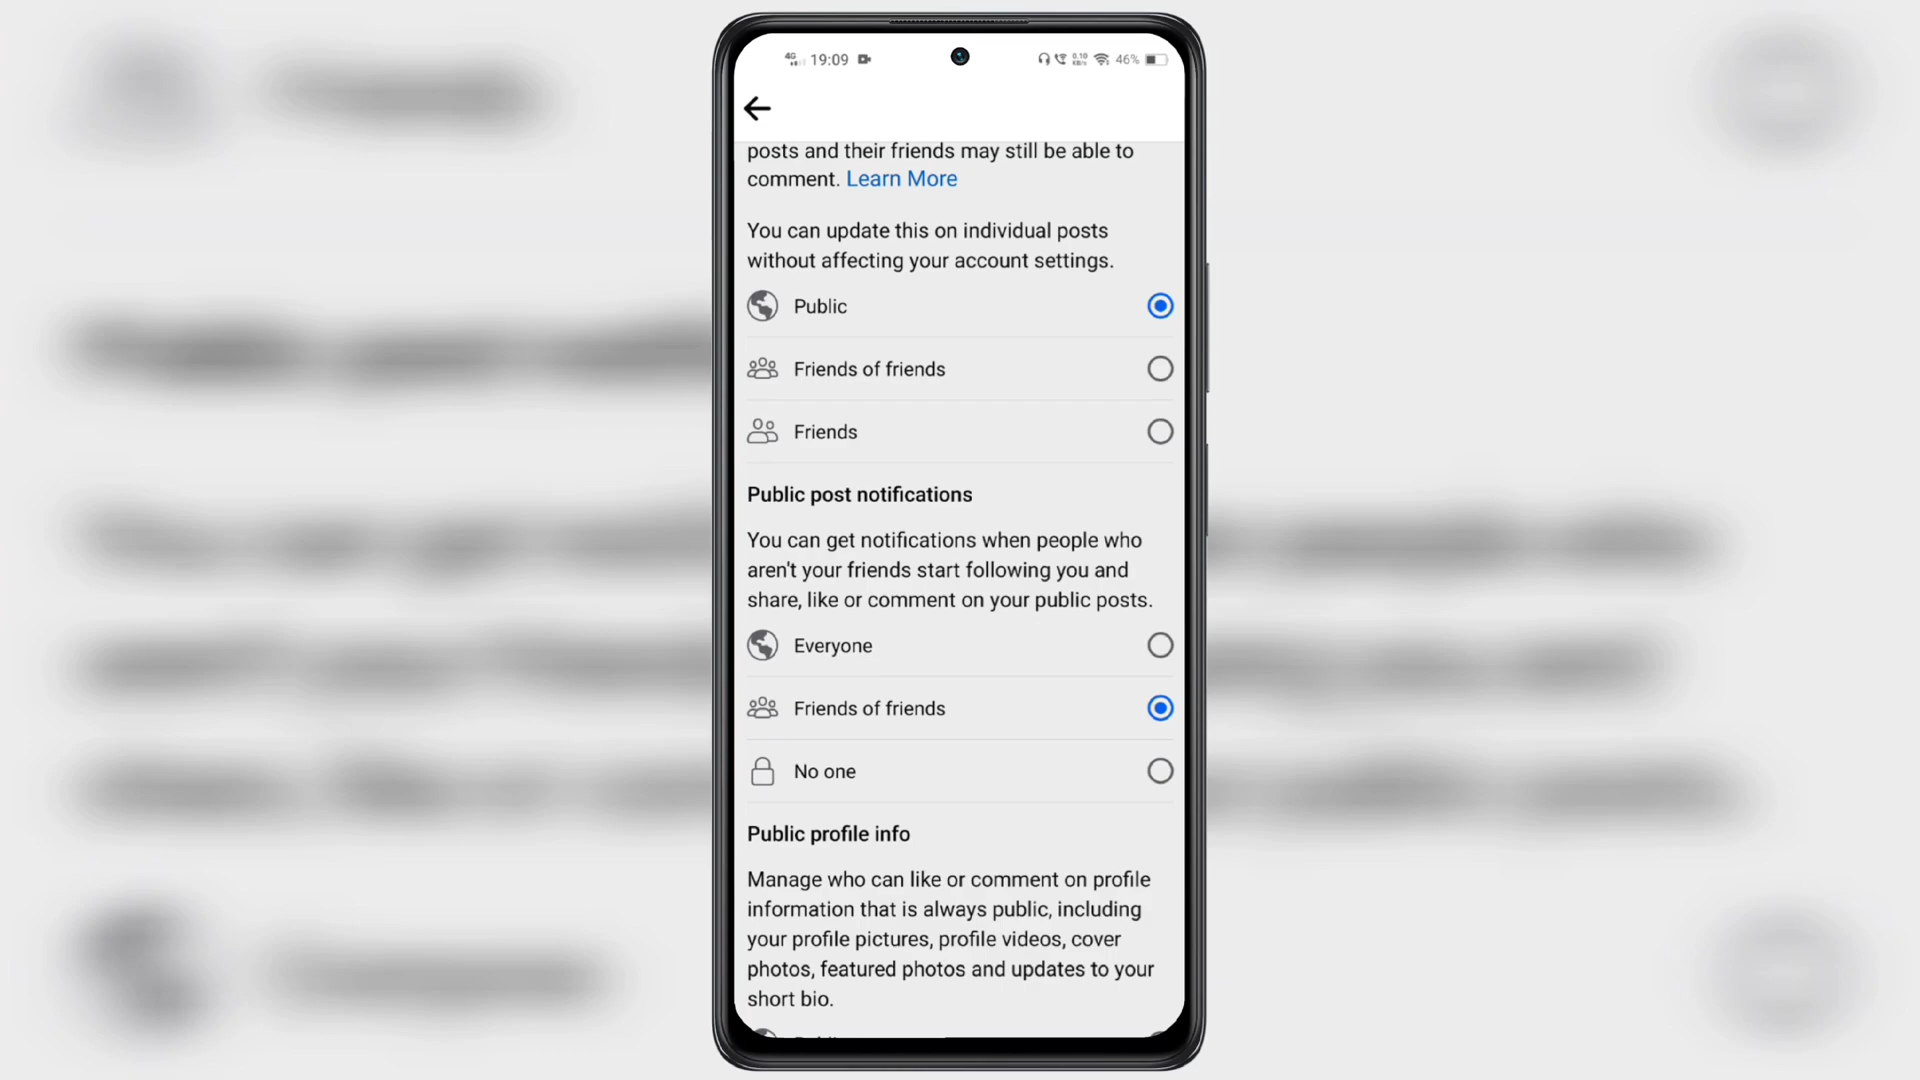 4G 19:09 0.10 KB/s 46%
posts and their friends may still be able to
comment. Learn More
You can update this on individual posts
without affecting your account settings.
Public
Friends of friends
Friends
Public post notifications
You can get notifications when people who
aren't your friends start following you and
share, like or comment on your public posts.
Everyone
Friends of friends
No one
Public profile info
Manage who can like or comment on profile
information that is always public, including
your profile pictures, profile videos, cover
photos, featured photos and updates to your
short bio.